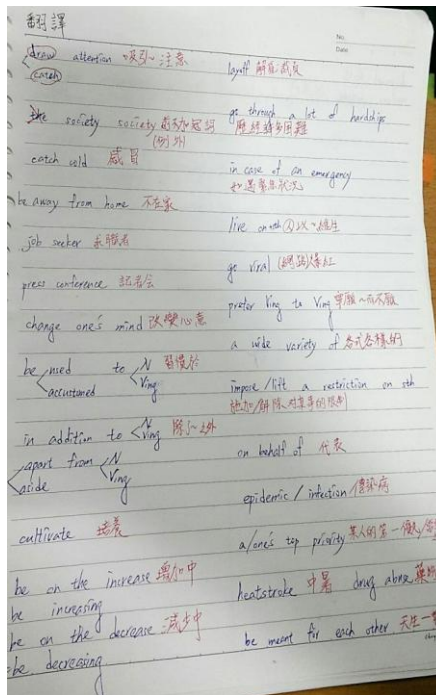 翻譯
No.
Date
draw attention 吸引~注意
catch
the society society 前不加冠詞
(例外)
catch cold 感冒
be away from home 不在家
job seeker 求職者
press conference 記者会
change one's mind 改變心意
be used to N 習慣於
accustomed Ving
in addition to N 除了~之外
Ving
apart from N
aside Ving
cultivate 培養
be on the increase 增加中
be increasing
be on the decrease 減少中
=be decreasing
layoff 解雇/裁員
go through a lot of hardships
歷經許多困難
in case of an emergency
如遇緊急狀況
live on sth 以~維生
go viral (網路)爆紅
prefer Ving to Ving 寧願~而不願
a wide variety of 各式各樣的
impose/lift a restriction on sth
施加/解除对某事的限制
on behalf of 代表
epidemic / infection 傳染病
a/one's top priority 某人的第一優先
heatstroke 中暑 drug abuse 藥
be meant for each other 天生一